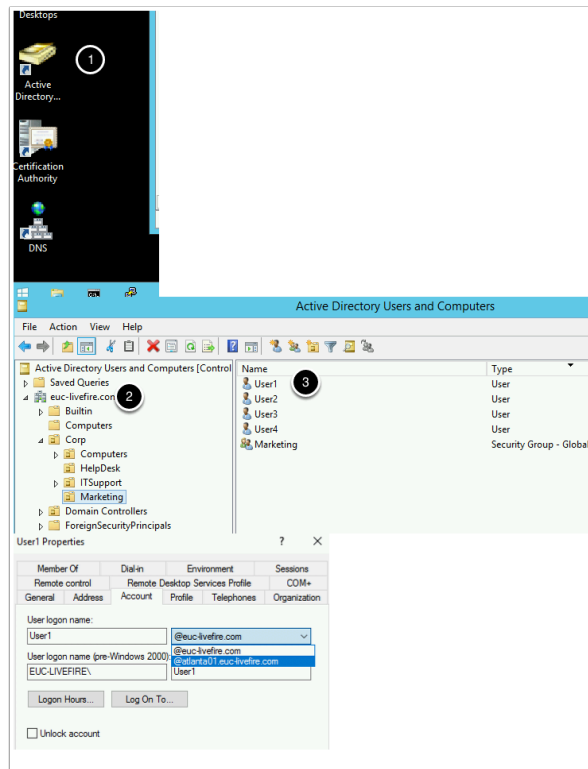 Desktops
1
Active
Directory...
Certification
Authority
DNS
Active Directory Users and Computers
File Action View Help
Active Directory Users and Computers [Control
Saved Queries
euc-livefire.com
2
Builtin
Computers
Corp
Computers
HelpDesk
ITSupport
Marketing
Domain Controllers
ForeignSecurityPrincipals
Name Type
User1 User
3
User2 User
User3 User
User4 User
Marketing Security Group - Global
User1 Properties ? X
Member Of Dial-in Environment Sessions
Remote control Remote Desktop Services Profile COM+
General Address Account Profile Telephones Organization
User logon name:
User1 @euc-livefire.com
@euc-livefire.com
User logon name (pre-Windows 2000): @atlanta01.euc-livefire.com
EUC-LIVEFIRE\ User1
Logon Hours... Log On To...
Unlock account